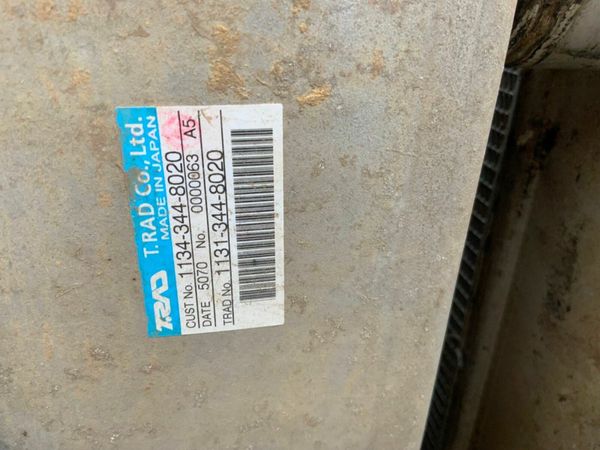 TRAD T.RAD Co., Ltd.
MADE IN JAPAN
CUST No. 1134-344-8020
DATE 5070 No. 0000063 A5
TRAD No. 1131-344-8020